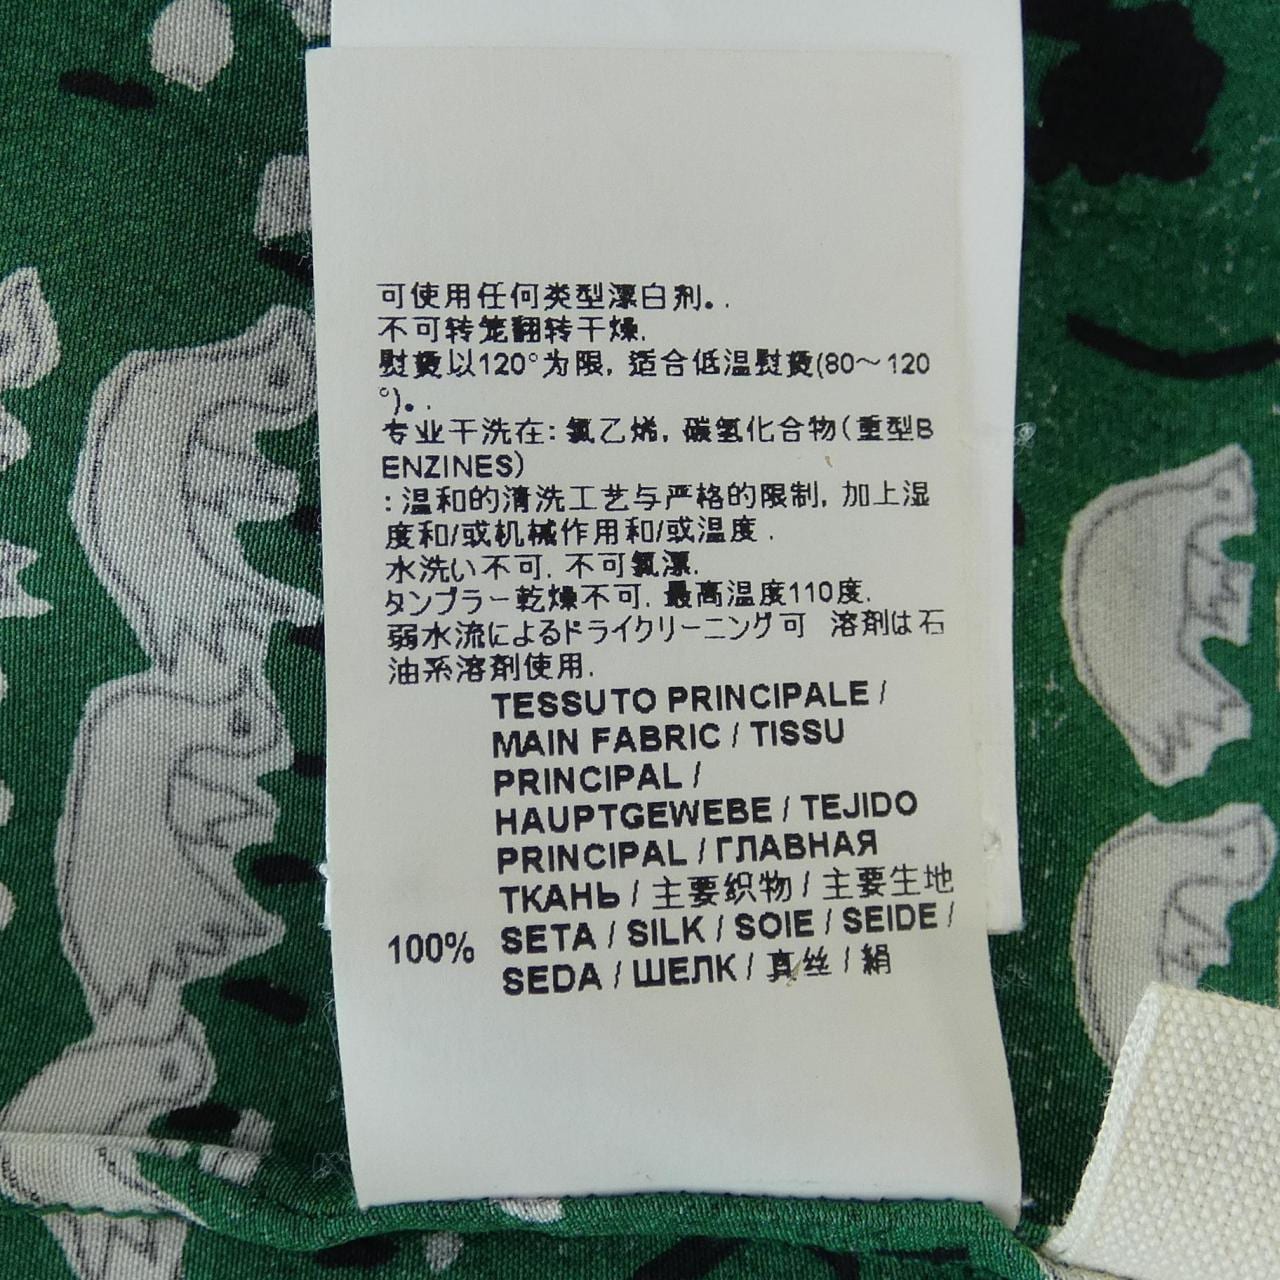 可使用任何类型漂白剂。.
不可转笼翻转干燥.
熨烫以120°为限, 适合低温熨烫(80～120
°)。.
专业干洗在: 氯乙烯, 碳氢化合物(重型B
ENZINES)
: 温和的清洗工艺与严格的限制, 加上湿
度和/或机械作用和/或温度 .
水洗い不可. 不可氯漂.
タンブラー乾燥不可. 最高温度110度.
弱水流によるドライクリーニング可 溶剤は石
油系溶剤使用.
TESSUTO PRINCIPALE /
MAIN FABRIC / TISSU
PRINCIPAL /
HAUPTGEWEBE / TEJIDO
PRINCIPAL / ГЛАВНАЯ
ТКАНЬ / 主要织物 / 主要生地
100% SETA / SILK / SOIE / SEIDE /
SEDA / ШЕЛК / 真丝 / 絹